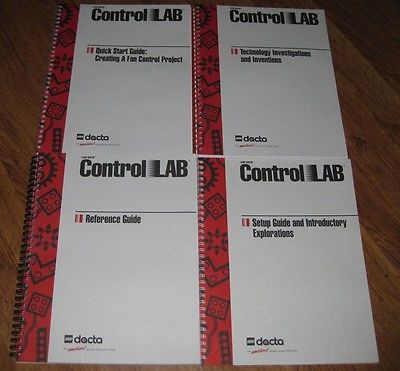 Control LAB
Quick Start Guide:
Creating A Fan Control Project
dacta
Control LAB
Technology Investigations
and Inventions
dacta
Control LAB
Reference Guide
dacta
Control LAB
Setup Guide and Introductory
Explorations
dacta